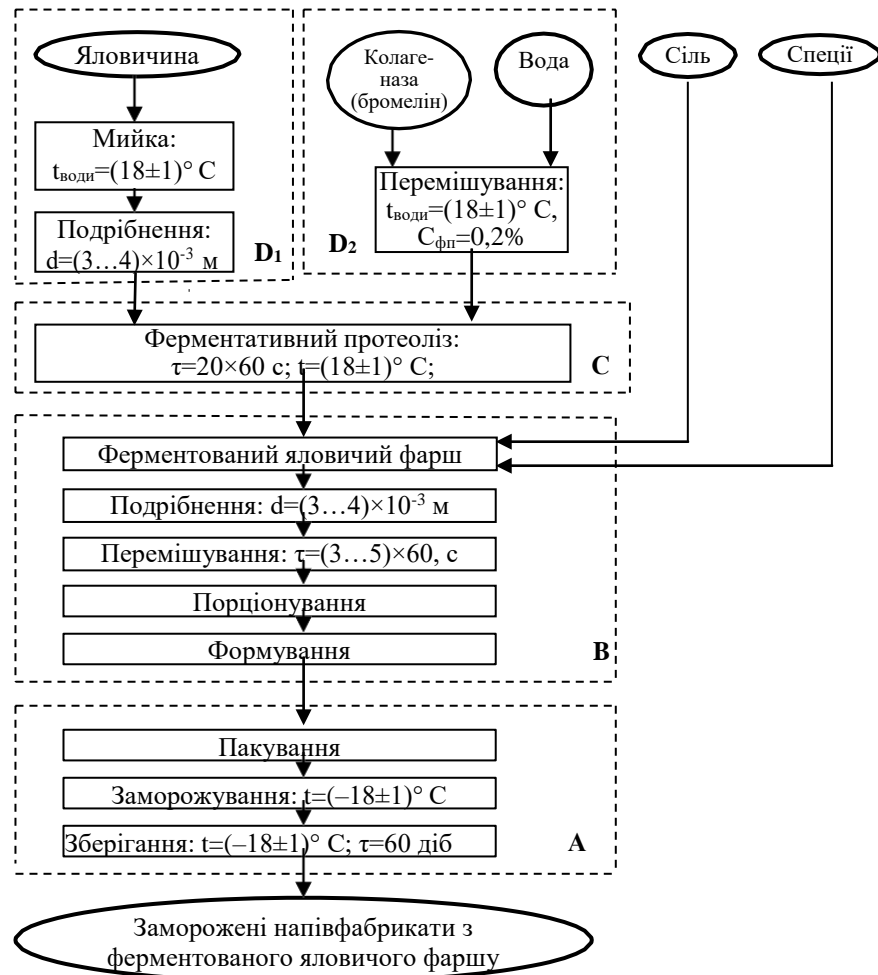 Яловичина
Колаге-
наза
(бромелін)
Вода
Сіль
Спеції
Мийка:
tводи=(18±1)° С
Подрібнення:
d=(3…4)×10-3 м
D1
Перемішування:
tводи=(18±1)° С,
Сфп=0,2%
D2
Ферментативний протеоліз:
τ=20×60 с; t=(18±1)° С;
C
Ферментований яловичий фарш
Подрібнення: d=(3…4)×10-3 м
Перемішування: τ=(3…5)×60, с
Порціонування
Формування
B
Пакування
Заморожування: t=(–18±1)° С
Зберігання: t=(–18±1)° С; τ=60 діб
A
Заморожені напівфабрикати з
ферментованого яловичого фаршу